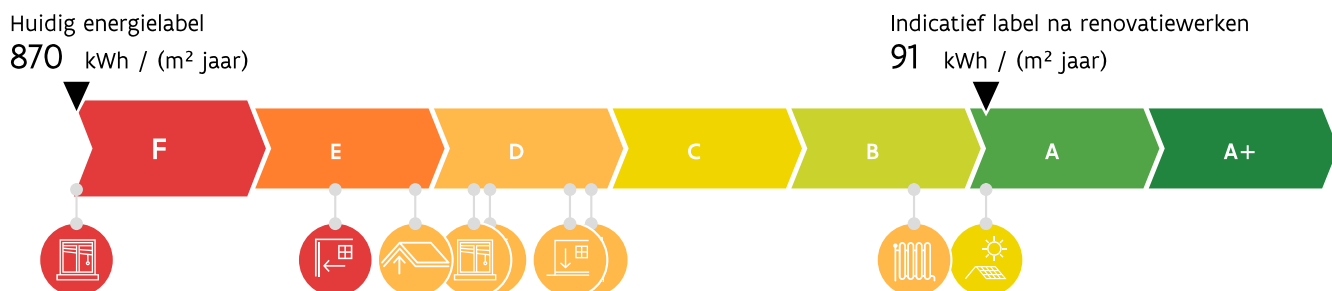 Huidig energielabel
870 kWh / (m² jaar)
Indicatief label na renovatiewerken
91 kWh / (m² jaar)
F E D C B A A+